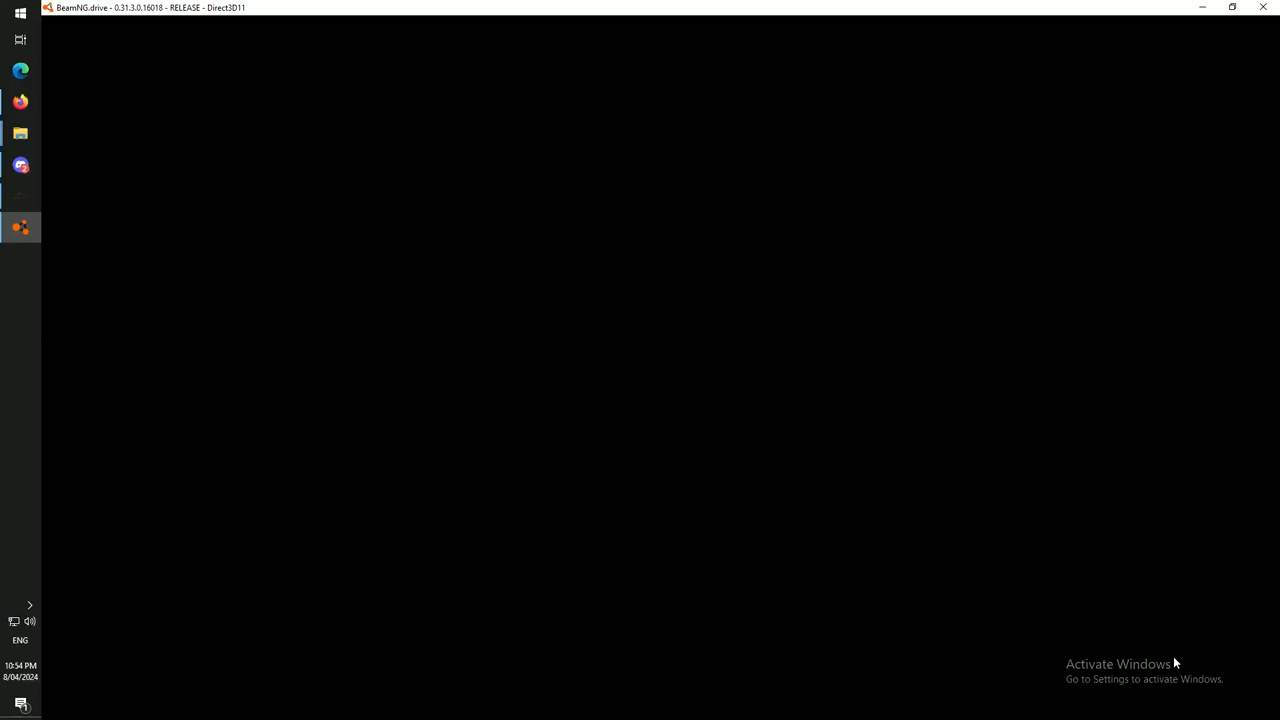 BeamNG.drive - 0.31.3.0.16018 - RELEASE - Direct3D11
ENG
10:54 PM
8/04/2024
1
Activate Windows
Go to Settings to activate Windows.